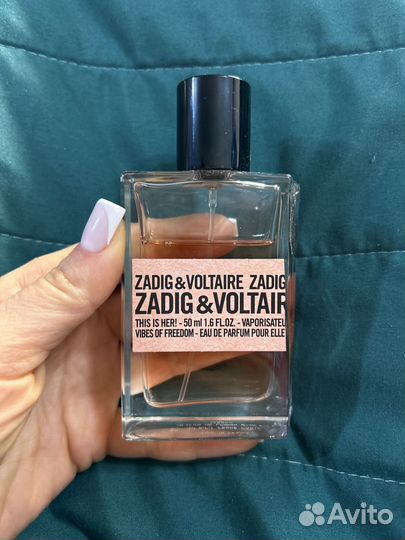 ZADIG & VOLTAIRE ZADIG
ZADIG & VOLTAIR
THIS IS HER! - 50 ml 1.6 FL.OZ. - VAPORISATEU
VIBES OF FREEDOM - EAU DE PARFUM POUR ELLE
Avito